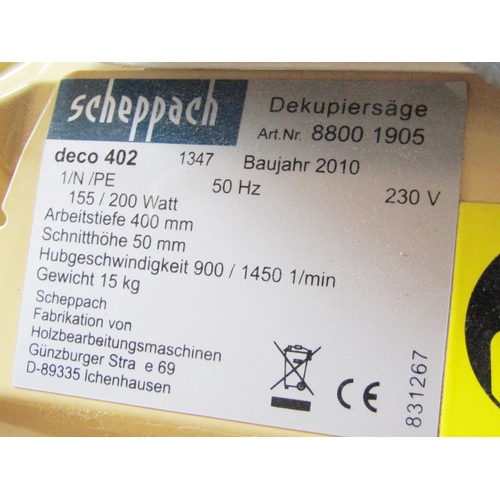 scheppach
Dekupiersäge
Art.Nr. 8800 1905
deco 402 1347 Baujahr 2010
1/N /PE 50 Hz 230 V
155 / 200 Watt
Arbeitstiefe 400 mm
Schnitthöhe 50 mm
Hubgeschwindigkeit 900 / 1450 1/min
Gewicht 15 kg
Scheppach
Fabrikation von
Holzbearbeitungsmaschinen
Günzburger Stra e 69
D-89335 Ichenhausen
CE
831267